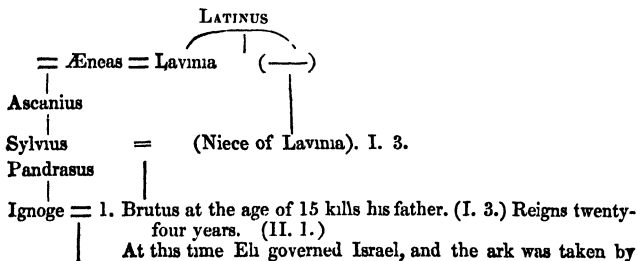 LATINUS
= Æneas = Lavinia (——)
Ascanius
Sylvius = (Niece of Lavinia). I. 3.
Pandrasus
Ignoge = 1. Brutus at the age of 15 kills his father. (I. 3.) Reigns twenty-
four years. (II. 1.)
At this time Eli governed Israel, and the ark was taken by